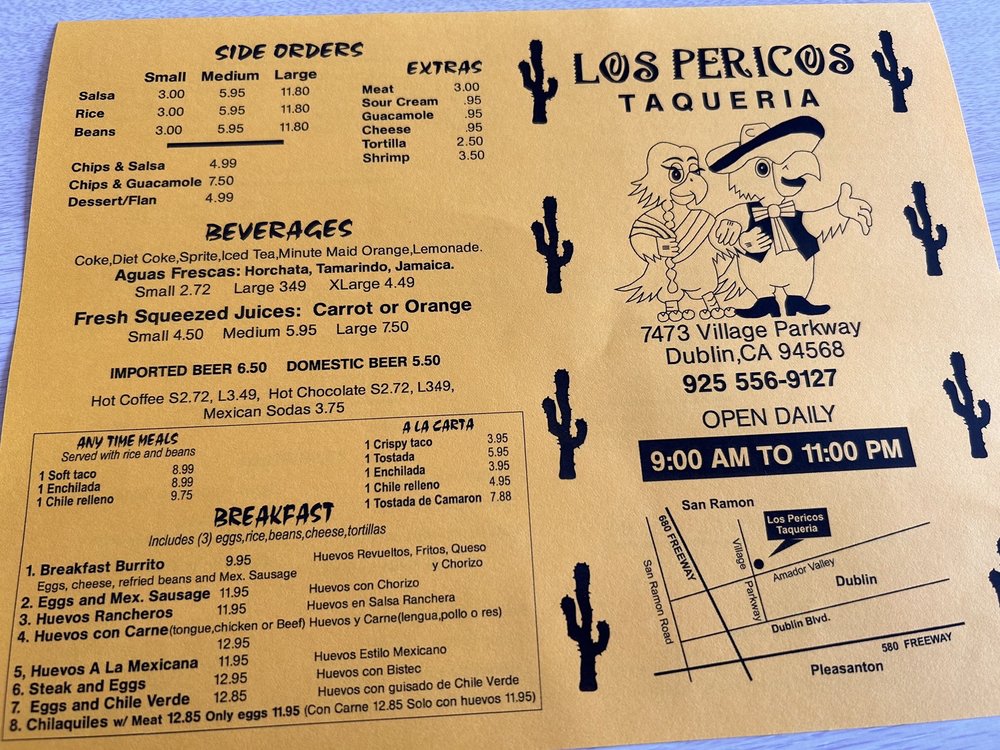 SIDE ORDERS
Small Medium Large
Salsa 3.00 5.95 11.80
Rice 3.00 5.95 11.80
Beans 3.00 5.95 11.80
Chips & Salsa 4.99
Chips & Guacamole 7.50
Dessert/Flan 4.99
EXTRAS
Meat 3.00
Sour Cream .95
Guacamole .95
Cheese .95
Tortilla 2.50
Shrimp 3.50
BEVERAGES
Coke,Diet Coke,Sprite,Iced Tea,Minute Maid Orange,Lemonade.
Aguas Frescas: Horchata, Tamarindo, Jamaica.
Small 2.72 Large 349 XLarge 4.49
Fresh Squeezed Juices: Carrot or Orange
Small 4.50 Medium 5.95 Large 7.50
IMPORTED BEER 6.50 DOMESTIC BEER 5.50
Hot Coffee S2.72, L3.49, Hot Chocolate S2.72, L349,
Mexican Sodas 3.75
ANY TIME MEALS
Served with rice and beans
1 Soft taco 8.99
1 Enchilada 8.99
1 Chile relleno 9.75
A LA CARTA
1 Crispy taco 3.95
1 Tostada 5.95
1 Enchilada 3.95
1 Chile relleno 4.95
1 Tostada de Camaron 7.88
BREAKFAST
Includes (3) eggs,rice,beans,cheese,tortillas
1. Breakfast Burrito 9.95 Huevos Revueltos, Fritos, Queso
y Chorizo
Eggs, cheese, refried beans and Mex. Sausage
2. Eggs and Mex. Sausage 11.95 Huevos con Chorizo
3. Huevos Rancheros 11.95 Huevos en Salsa Ranchera
4. Huevos con Carne(tongue,chicken or Beef) Huevos y Carne(lengua,pollo o res)
12.95
5, Huevos A La Mexicana 11.95 Huevos Estilo Mexicano
6. Steak and Eggs 12.95 Huevos con Bistec
7. Eggs and Chile Verde 12.85 Huevos con guisado de Chile Verde
8. Chilaquiles w/ Meat 12.85 Only eggs 11.95 (Con Carne 12.85 Solo con huevos 11.95)
LOS PERICOS
TAQUERIA
7473 Village Parkway
Dublin,CA 94568
925 556-9127
OPEN DAILY
9:00 AM TO 11:00 PM
San Ramon
680 FREEWAY
San Ramon Road
Village Parkway
Los Pericos
Taqueria
Amador Valley
Dublin
Dublin Blvd.
580 FREEWAY
Pleasanton